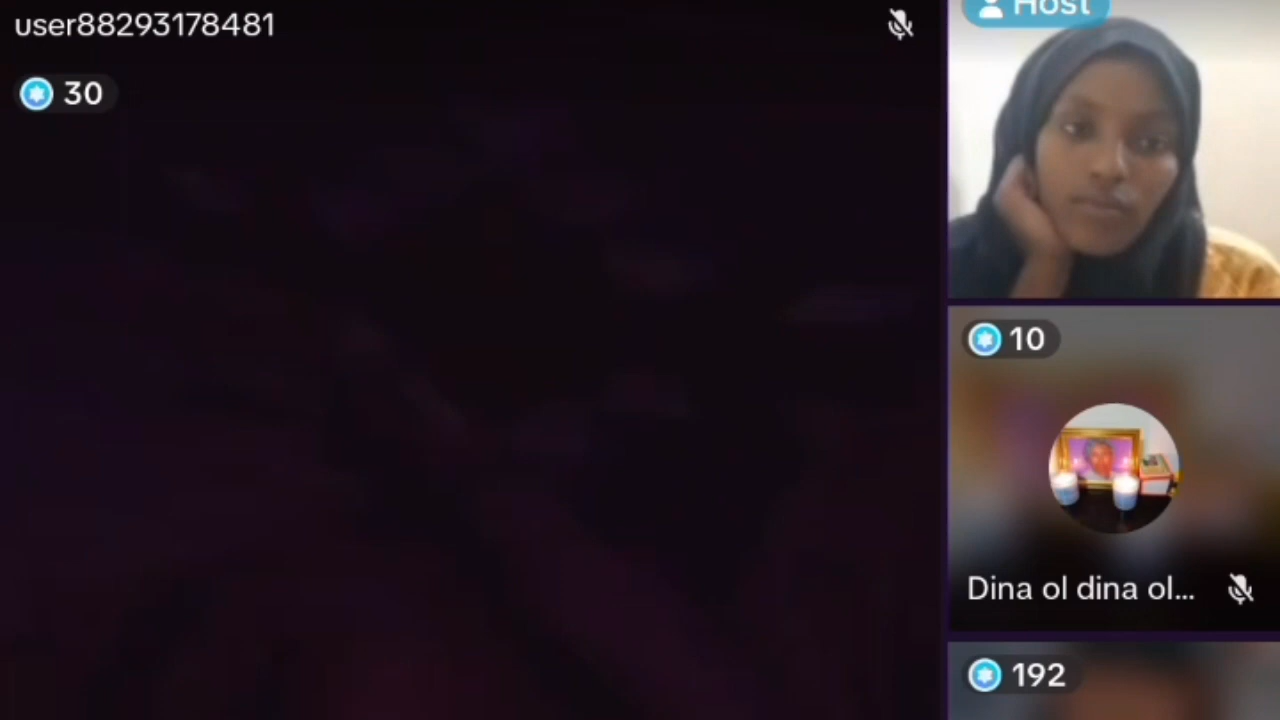 user88293178481
30
Host
10
Dina ol dina ol...
192